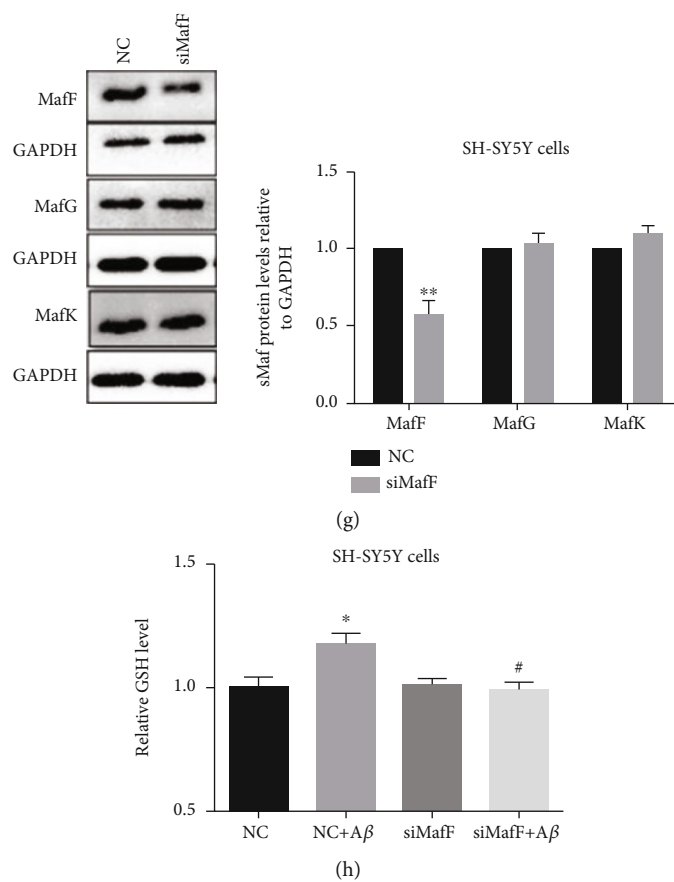 NC siMafF
MafF
GAPDH
MafG
GAPDH
MafK
GAPDH
SH-SY5Y cells
sMaf protein levels relative
to GAPDH
1.5
1.0
0.5
0.0
**
MafF MafG MafK
NC
siMafF
(g)
SH-SY5Y cells
Relative GSH level
1.5
1.0
0.5
*
#
NC NC+Aβ siMafF siMafF+Aβ
(h)